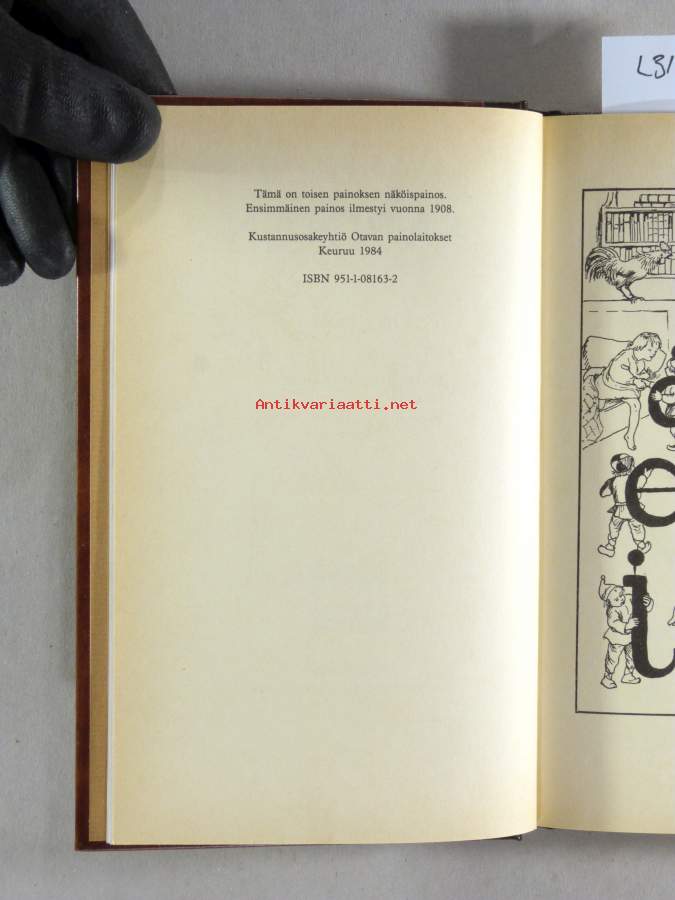 Tämä on toisen painoksen näköispainos.
Ensimmäinen painos ilmestyi vuonna 1908.
Kustannusosakeyhtiö Otavan painolaitokset
Keuruu 1984
ISBN 951-1-08163-2
Antikvariaatti.net
e
i